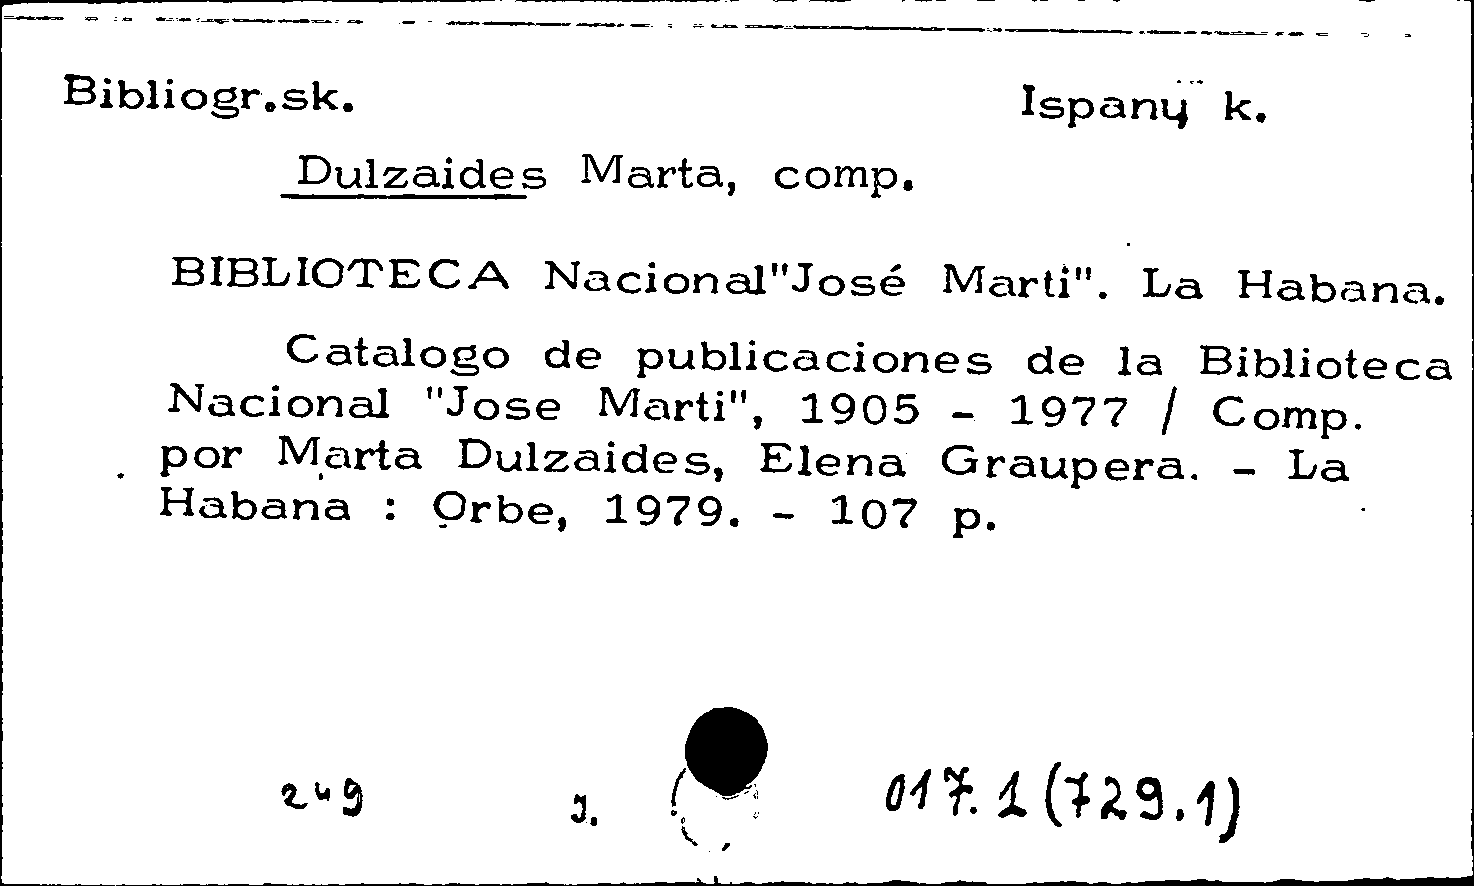 Bibliogr.sk.
Ispanų k.
Dulzaides Marta, comp.
BIBLIOTECA Nacional"José Marti". La Habana.
Catalogo de publicaciones de la Biblioteca
Nacional "Jose Marti", 1905 - 1977 / Comp.
por Marta Dulzaides, Elena Graupera. - La
Habana : Orbe, 1979. - 107 p.
249
J.
017.1(729.1)